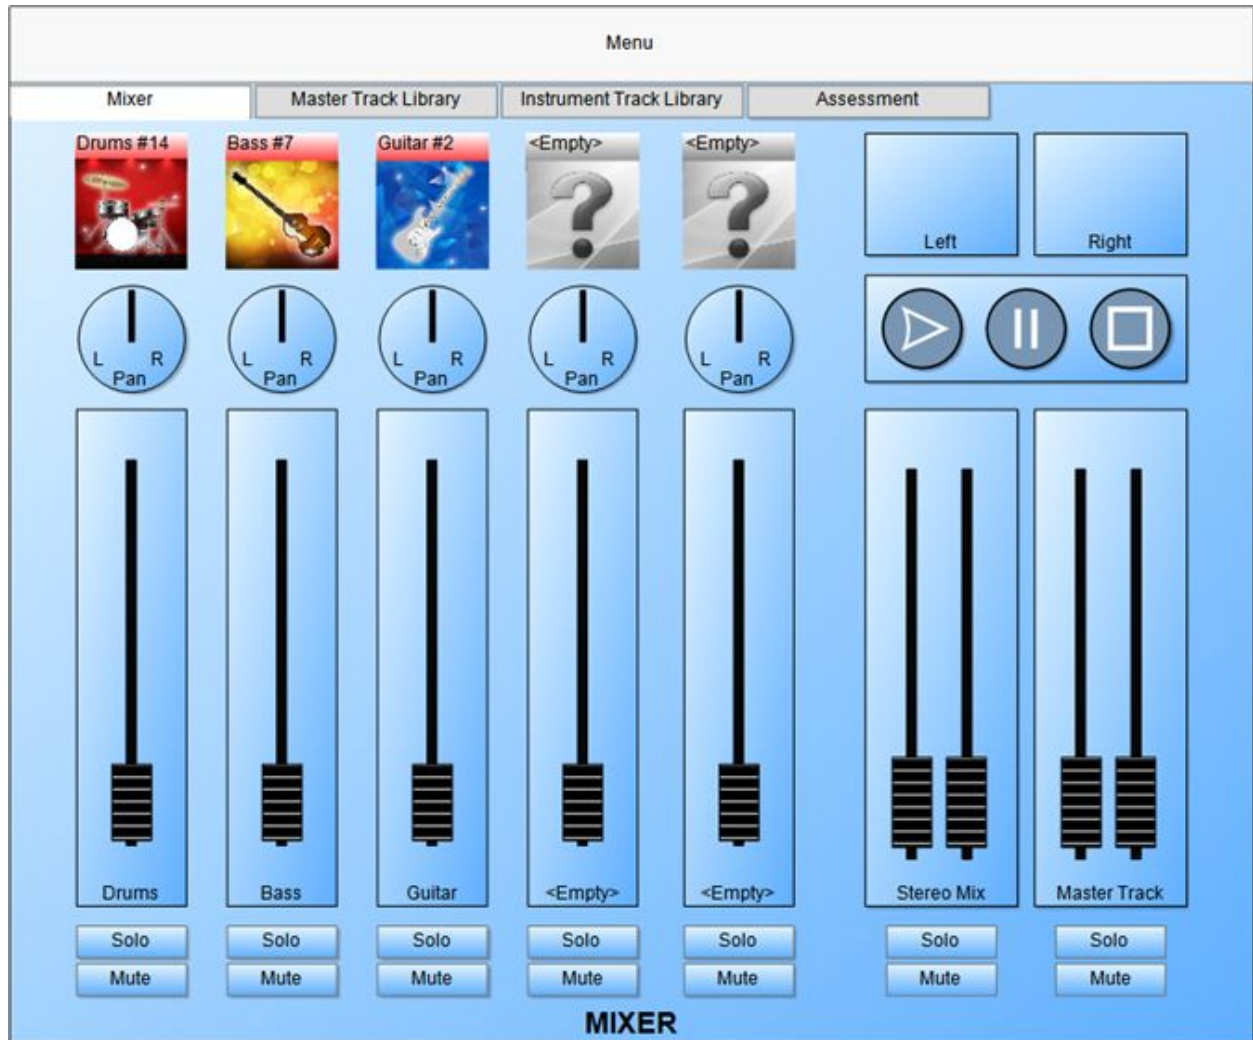 Menu
Mixer Master Track Library Instrument Track Library Assessment
Drums #14 Bass #7 Guitar #2 <Empty> <Empty>
Left Right
L R L R L R L R L R
Pan Pan Pan Pan Pan
Drums Bass Guitar <Empty> <Empty> Stereo Mix Master Track
Solo Solo Solo Solo Solo Solo Solo
Mute Mute Mute Mute Mute Mute Mute
MIXER